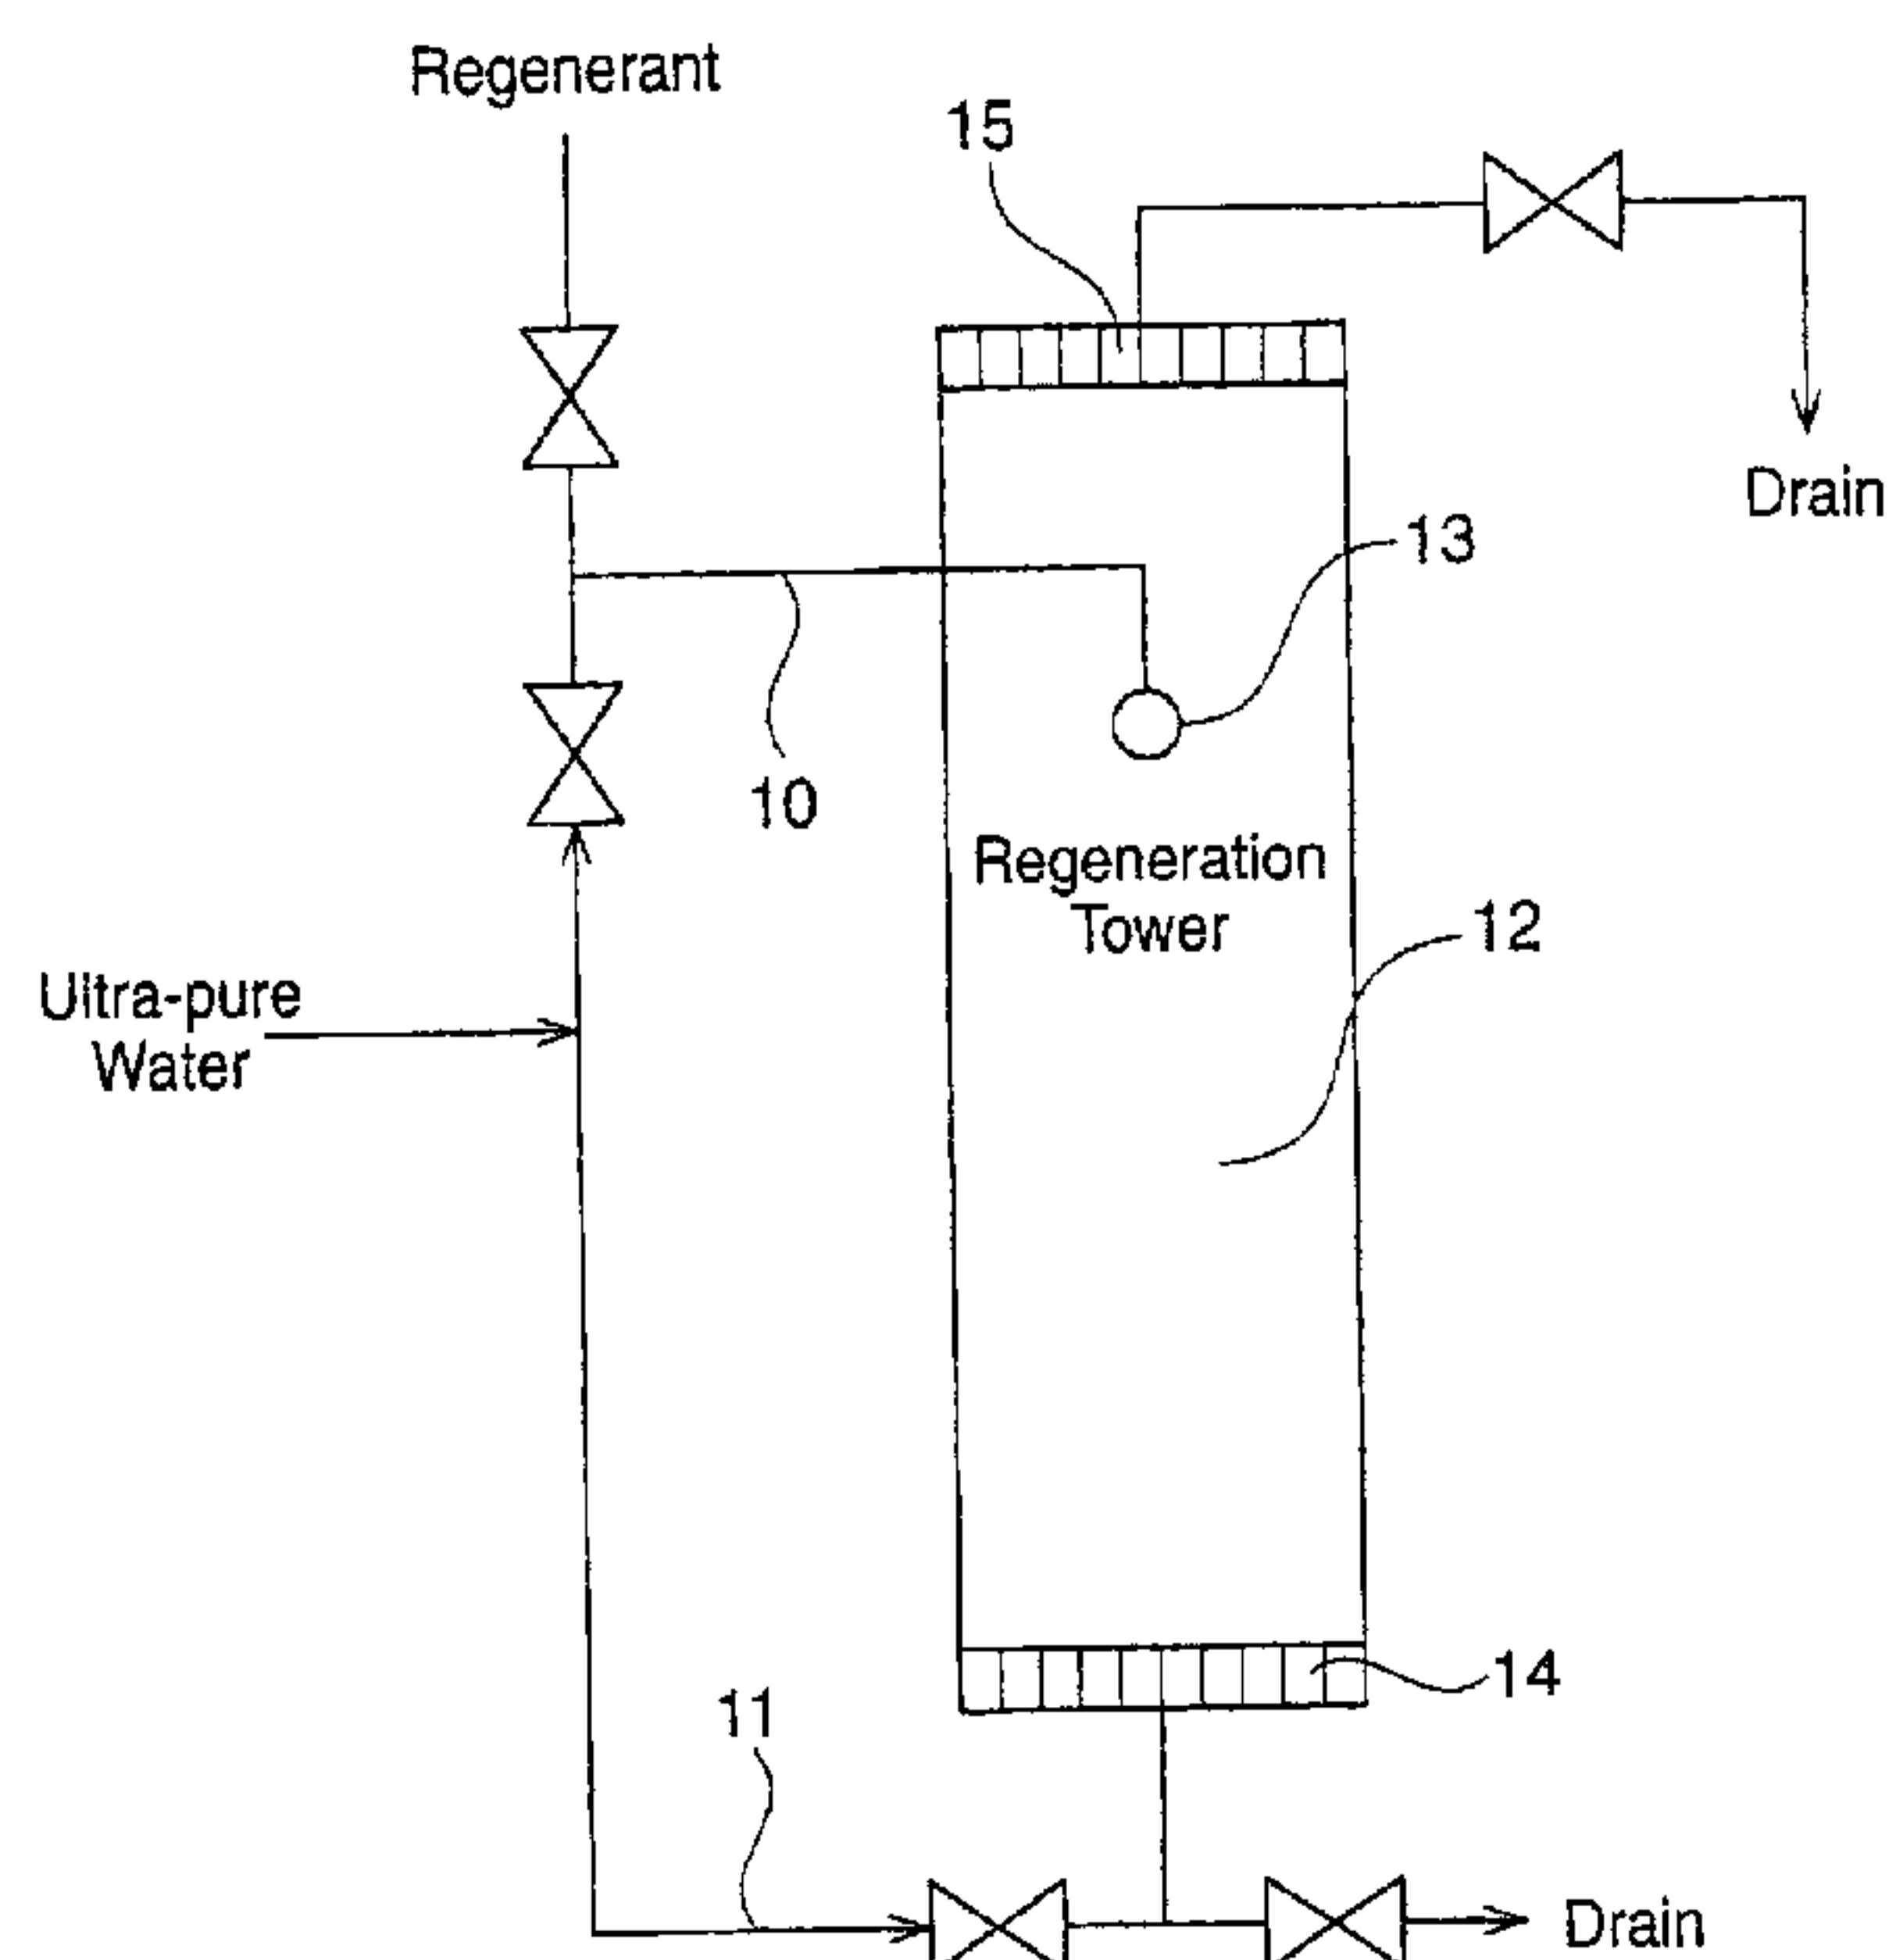 Regenerant
15
Drain
13
10
Regeneration
Tower
12
Ultra-pure
Water
14
11
Drain